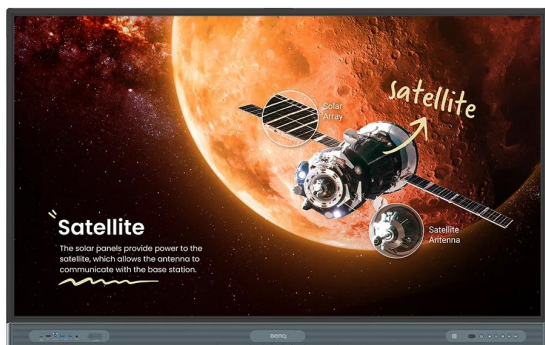 Solar
Array
satellite
Satellite
The solar panels provide power to the
satellite, which allows the antenna to
communicate with the base station.
Satellite
Antenna
BenQ